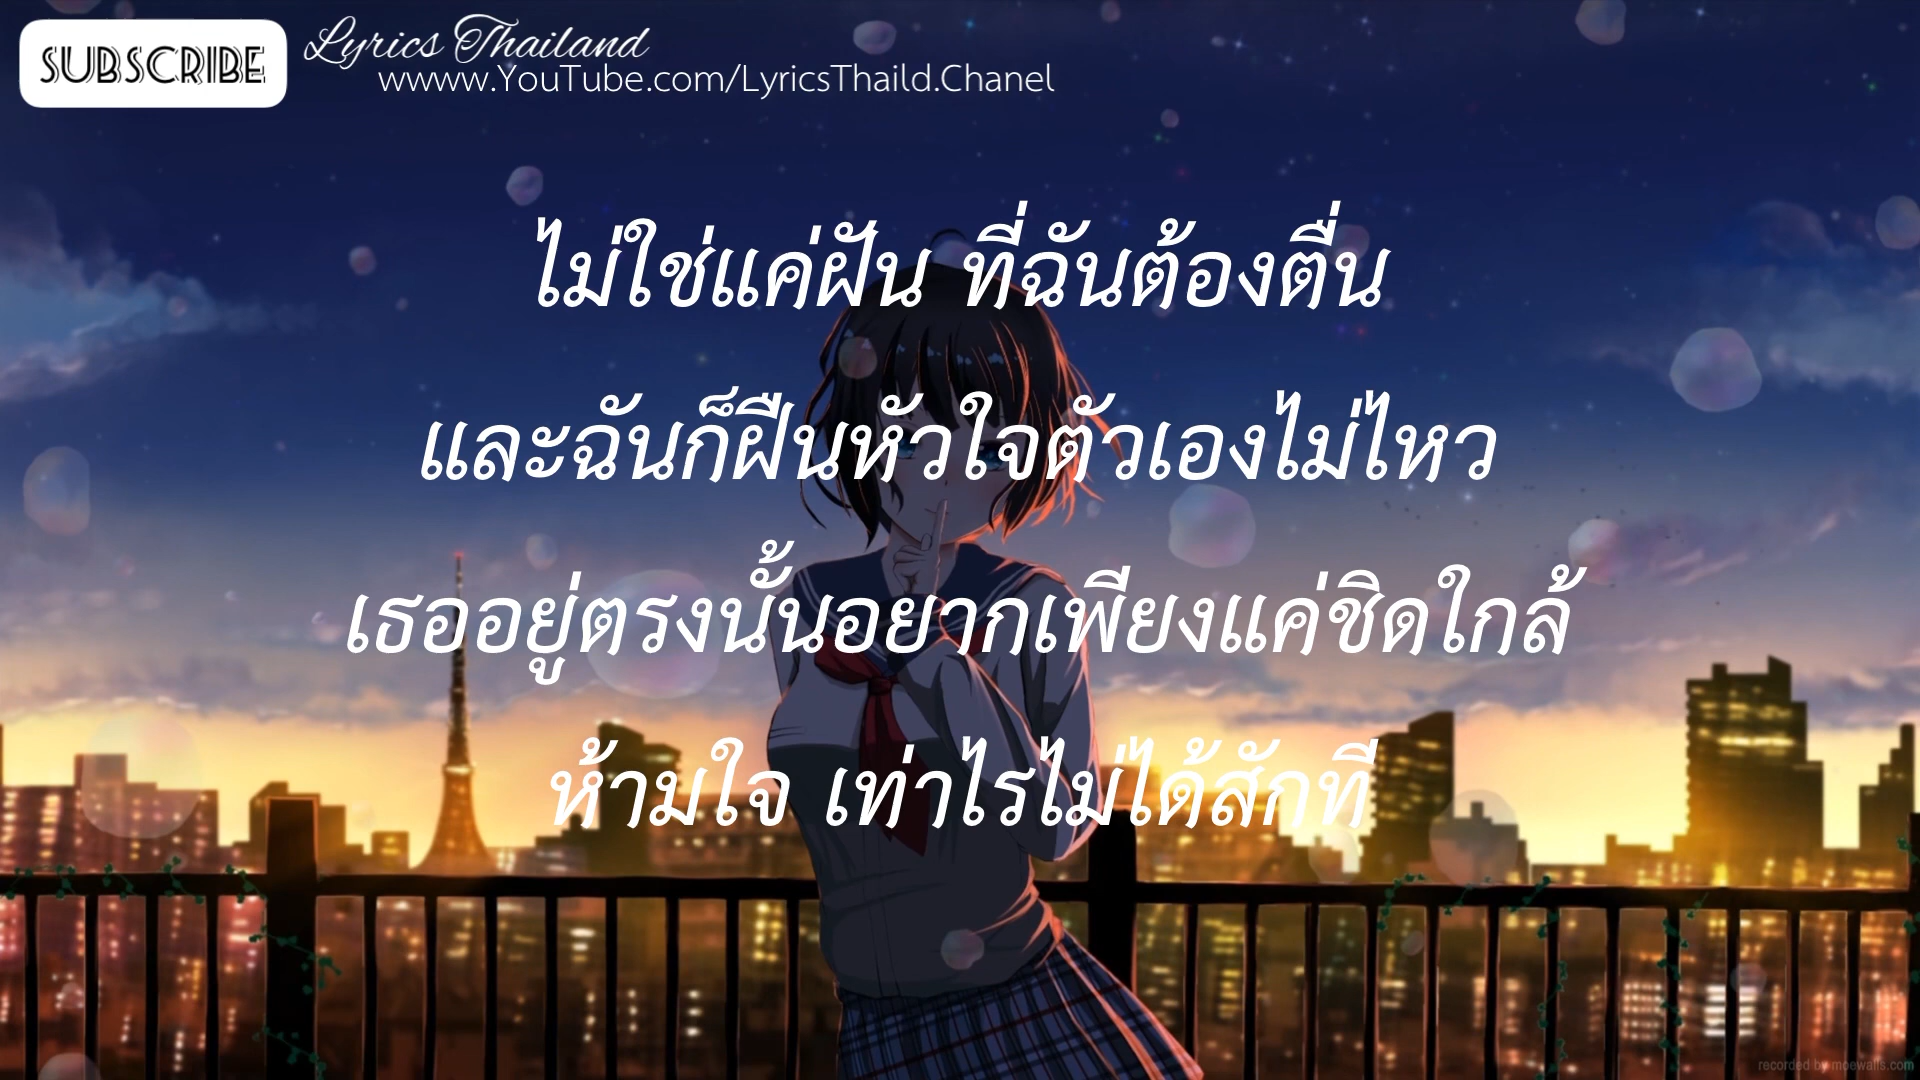 SUBSCRIBE
Lyrics Thailand
wwww.YouTube.com/LyricsThaild.Chanel
ไม่ใช่แค่ฝัน ที่ฉันต้องตื่น
และฉันก็ฝืนหัวใจตัวเองไม่ไหว
เธออยู่ตรงนั้นอยากเพียงแค่ชิดใกล้
ห้ามใจ เท่าไรไม่ได้สักที
recorded by moewalls.com